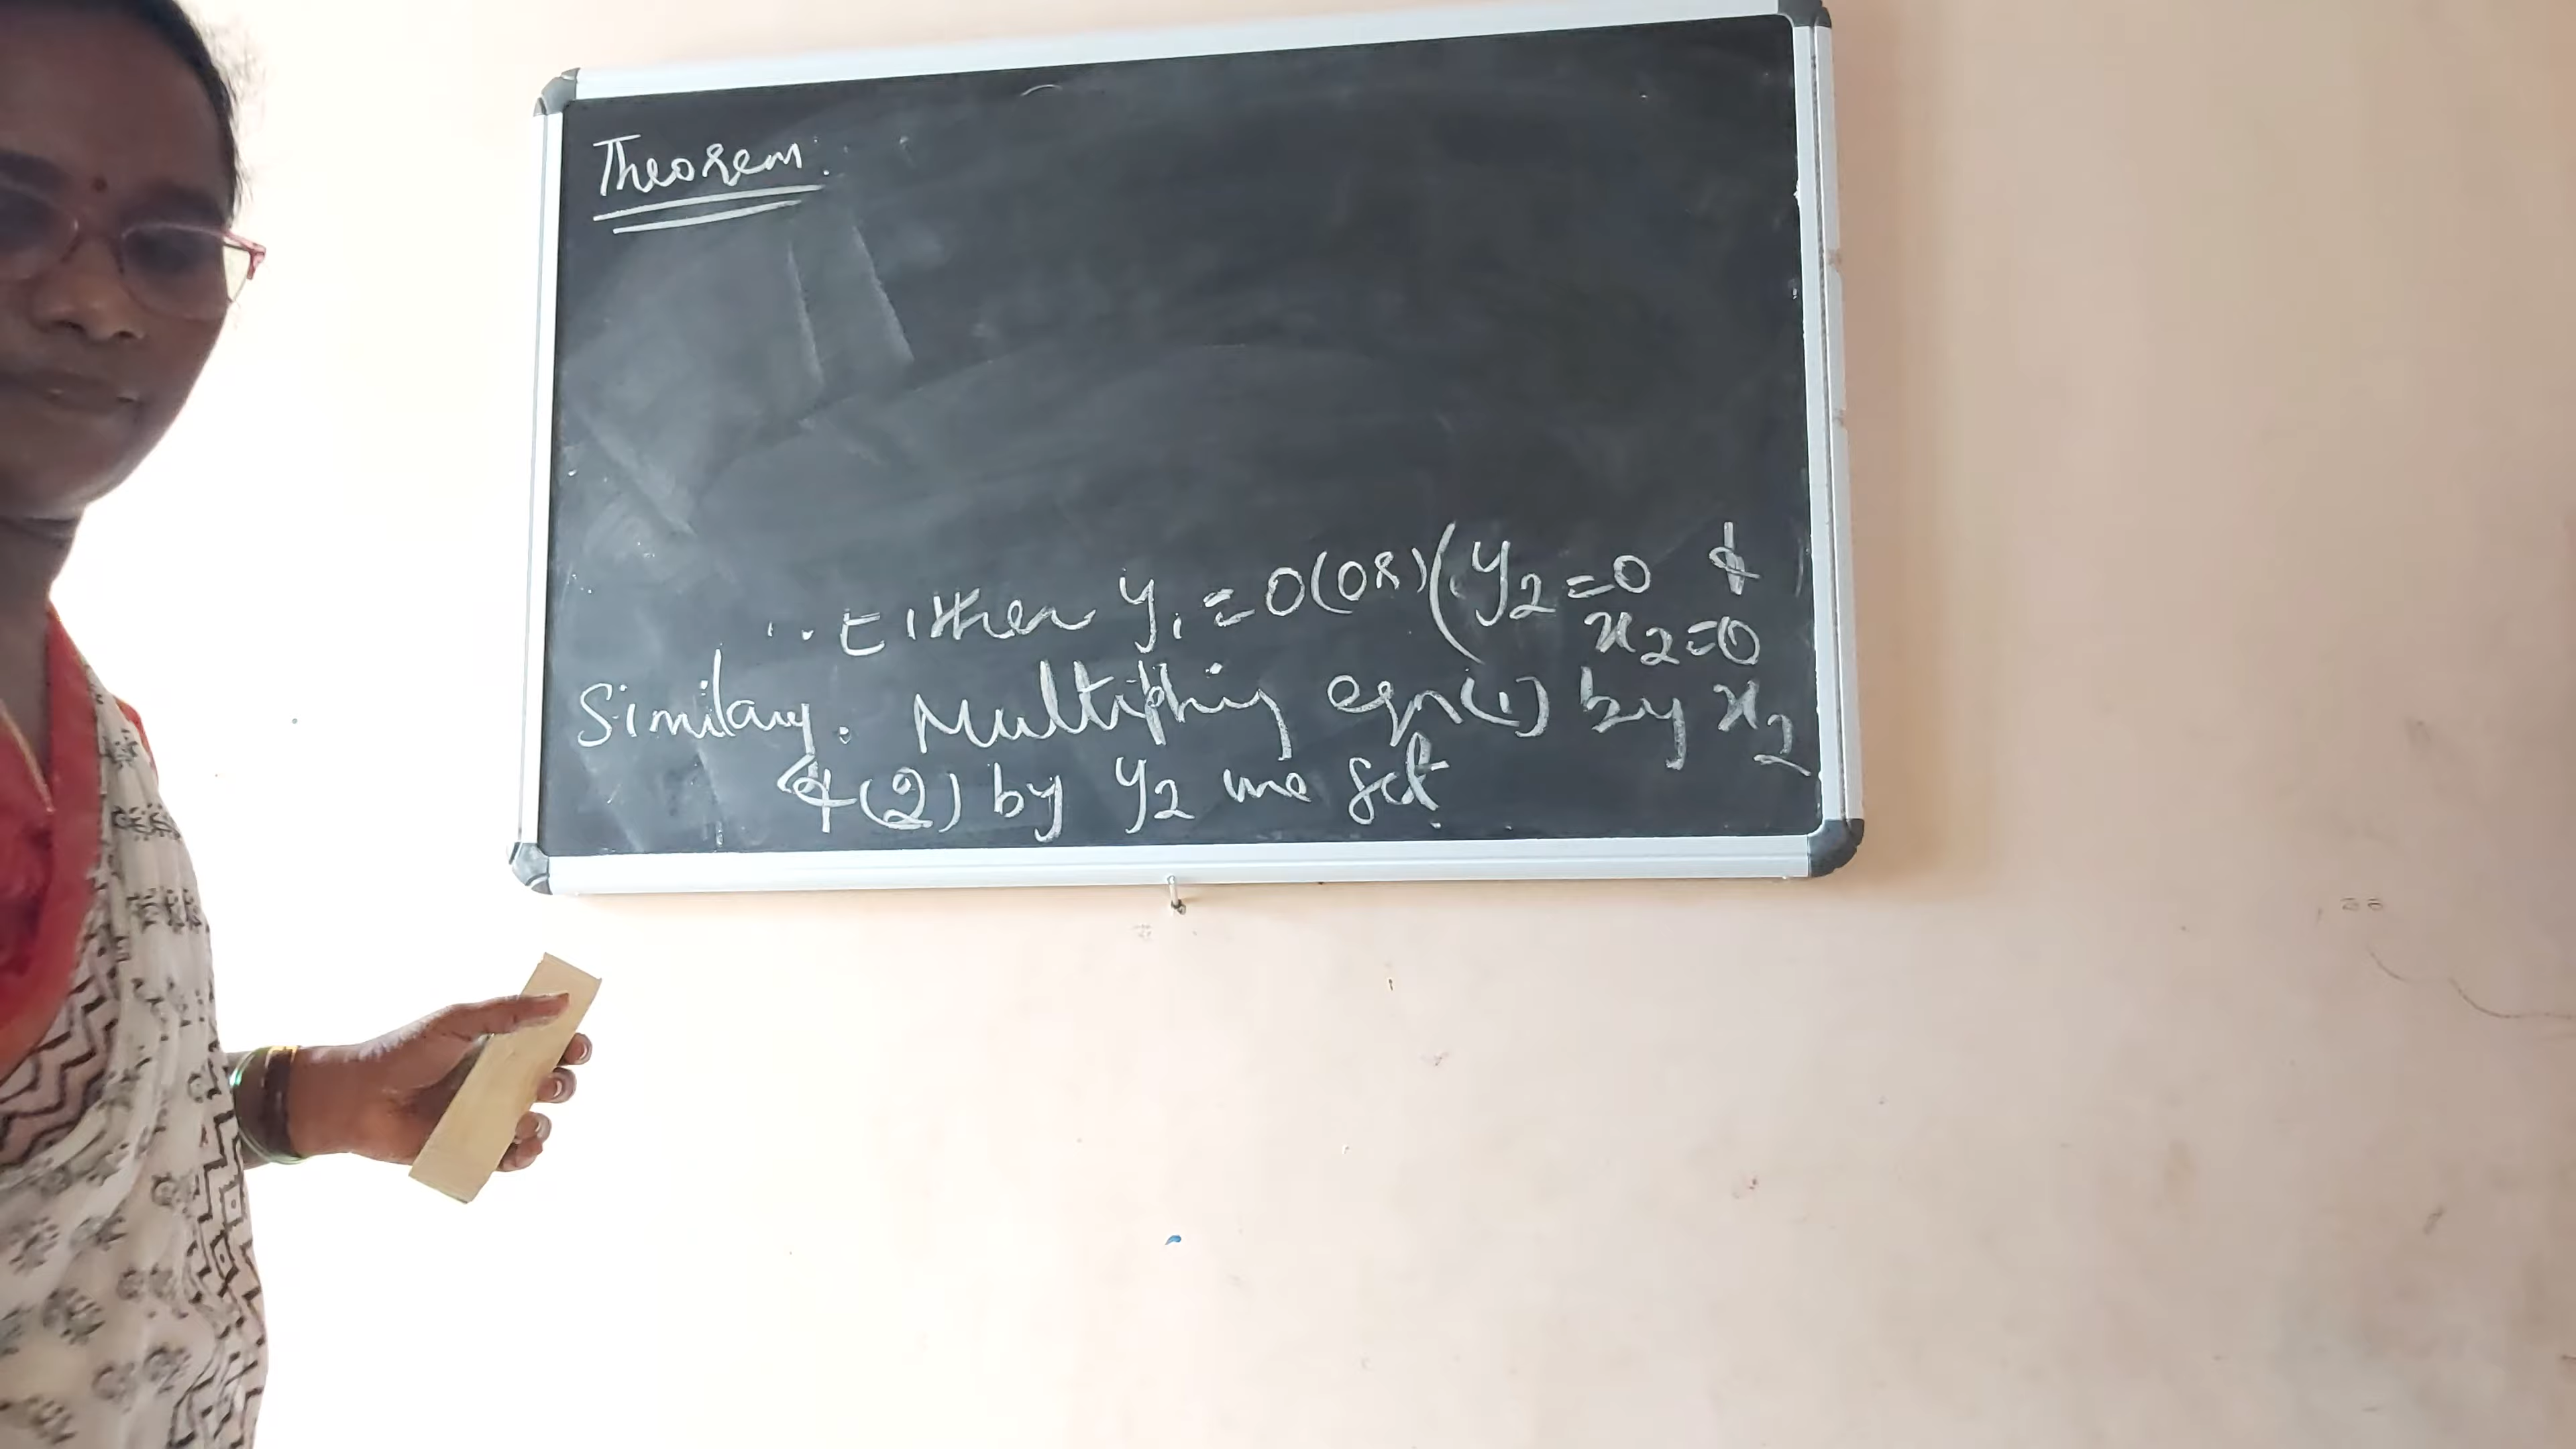 Theorem:
∴ Either y₁ = 0 (OR) (y₂ = 0 &
x₂ = 0
Similary. Multiplying eqn (1) by x₂
& (2) by y₂ we get